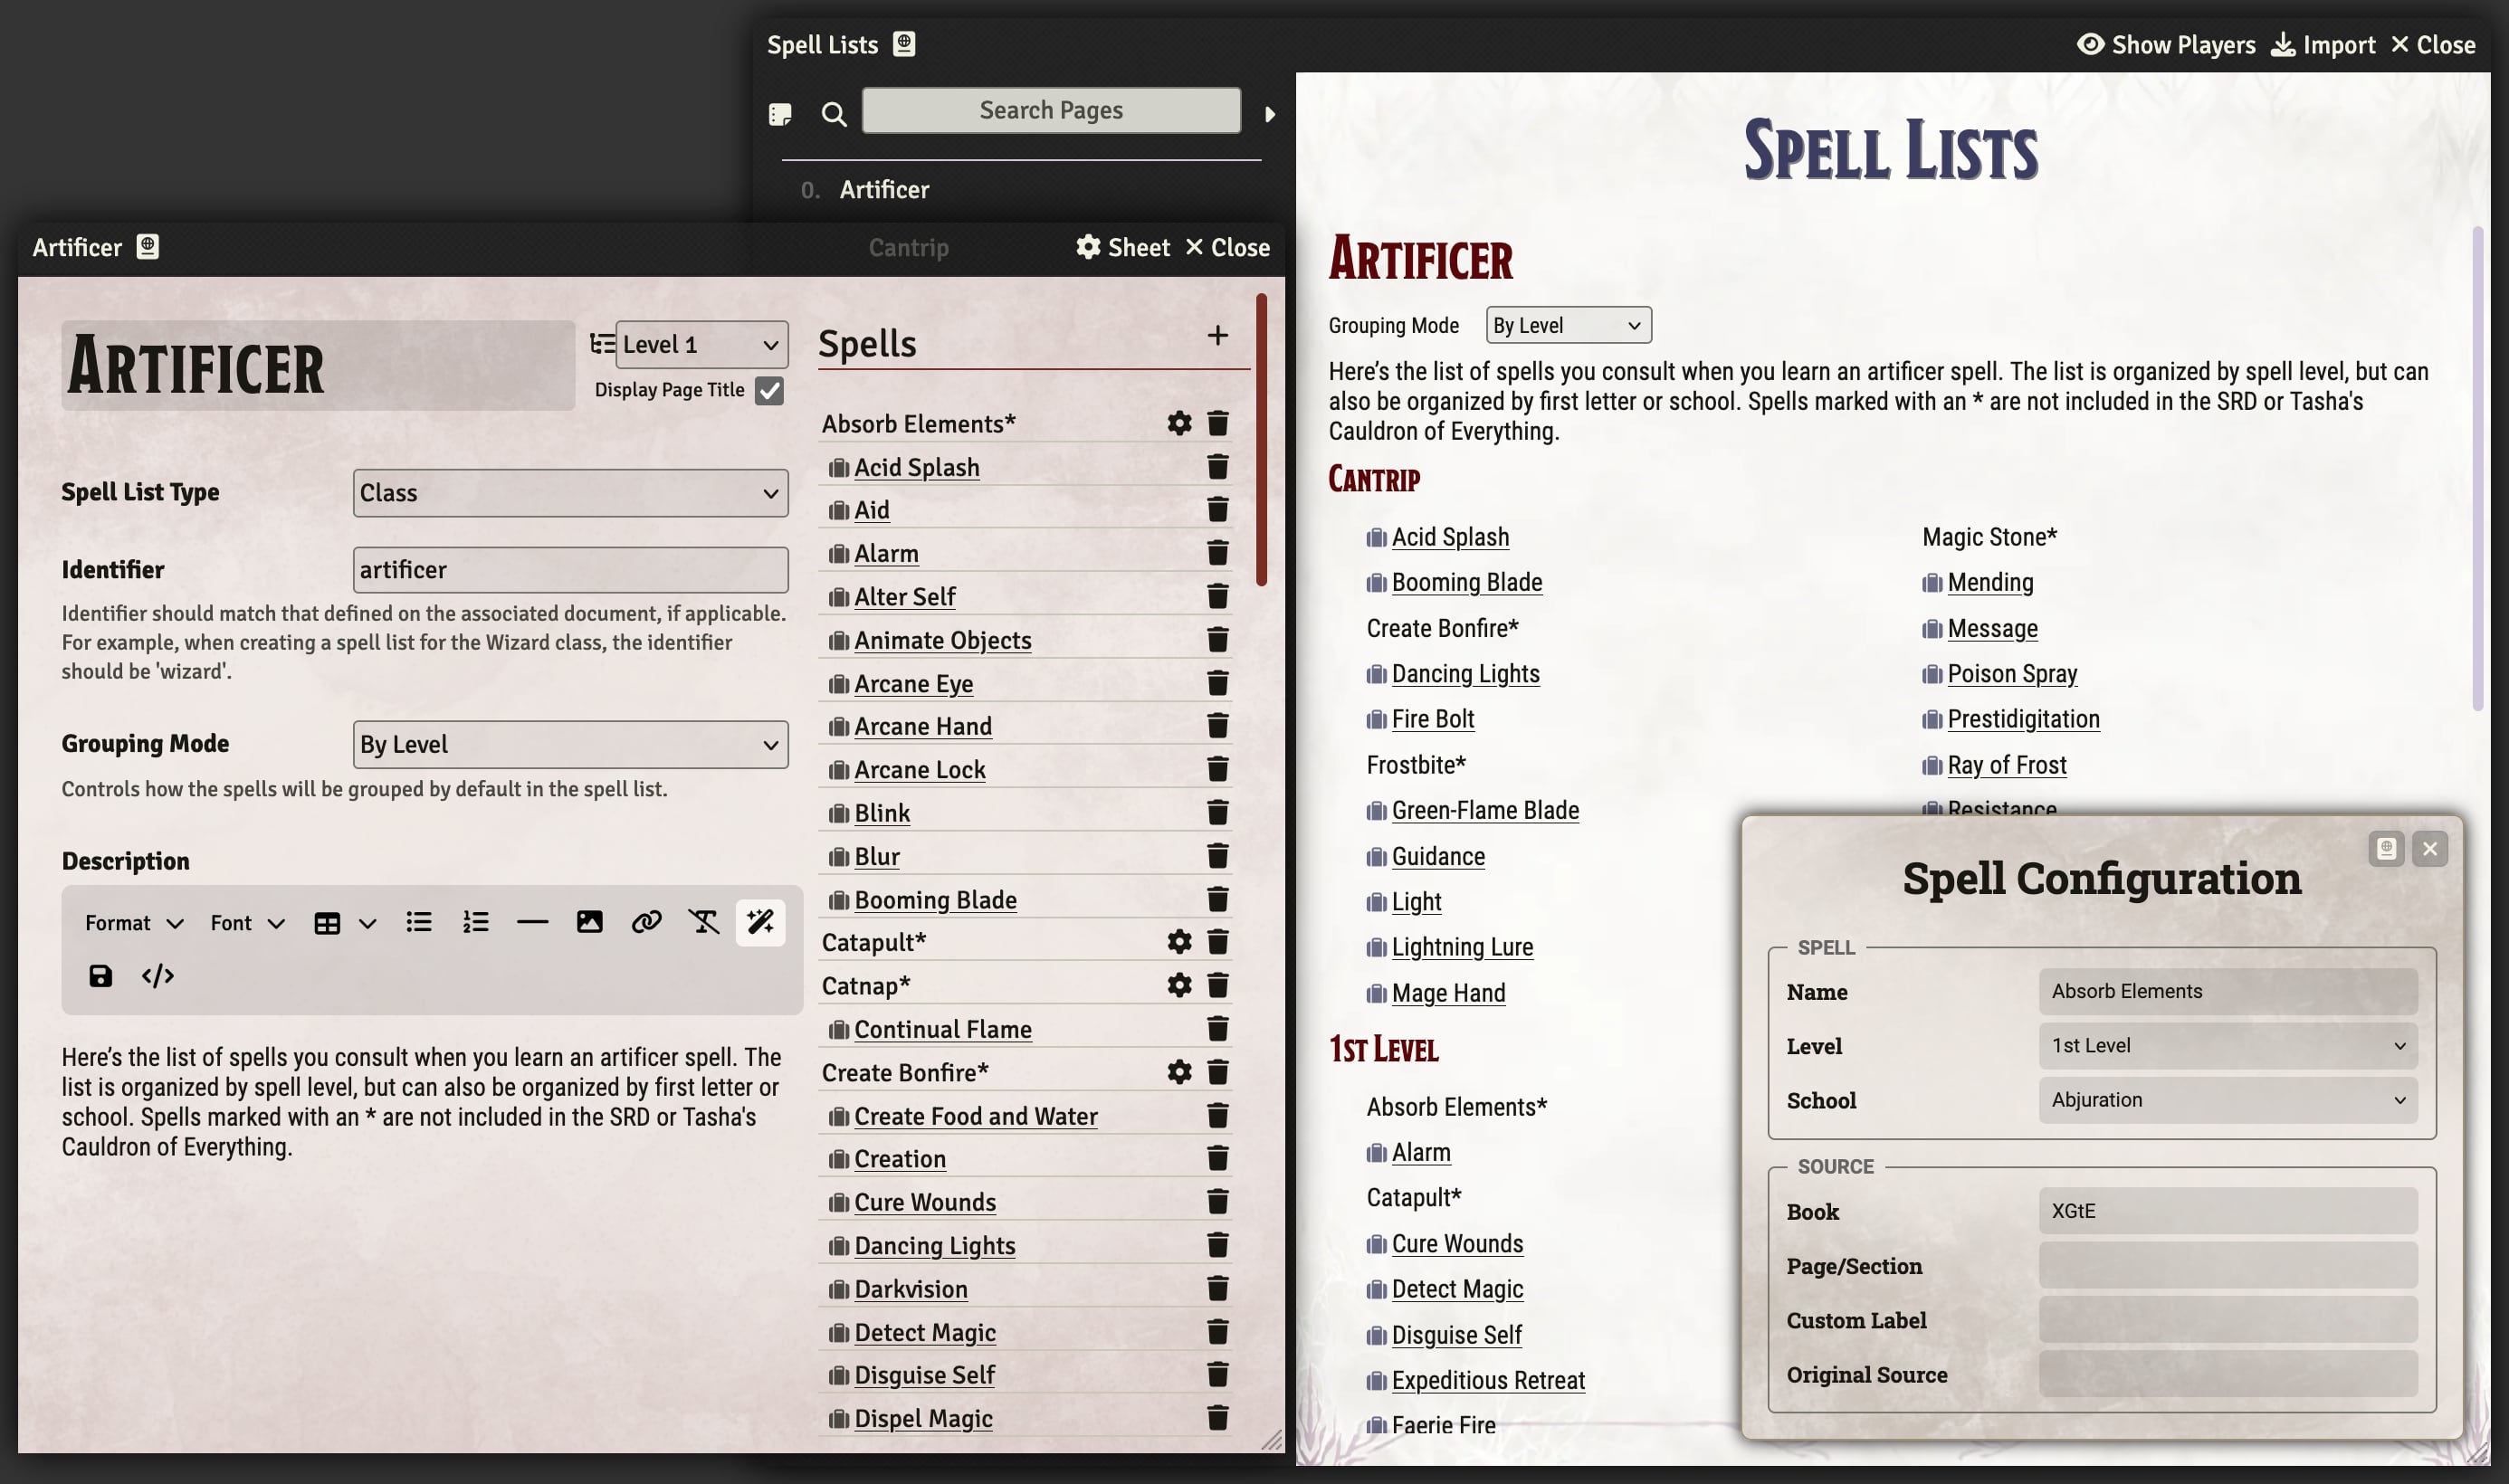 Spell Lists
Show Players
Import
Close
Search Pages
0. Artificer
Cantrip
Artificer
Sheet
Close
Artificer
Level 1
Display Page Title
Spell List Type
Class
Identifier
artificer
Identifier should match that defined on the associated document, if applicable.
For example, when creating a spell list for the Wizard class, the identifier
should be 'wizard'.
Grouping Mode
By Level
Controls how the spells will be grouped by default in the spell list.
Description
Format
Font
Here’s the list of spells you consult when you learn an artificer spell. The
list is organized by spell level, but can also be organized by first letter or
school. Spells marked with an * are not included in the SRD or Tasha's
Cauldron of Everything.
Spells
Absorb Elements*
Acid Splash
Aid
Alarm
Alter Self
Animate Objects
Arcane Eye
Arcane Hand
Arcane Lock
Blink
Blur
Booming Blade
Catapult*
Catnap*
Continual Flame
Create Bonfire*
Create Food and Water
Creation
Cure Wounds
Dancing Lights
Darkvision
Detect Magic
Disguise Self
Dispel Magic
Spell Lists
Artificer
Grouping Mode
By Level
Here’s the list of spells you consult when you learn an artificer spell. The list is organized by spell level, but can
also be organized by first letter or school. Spells marked with an * are not included in the SRD or Tasha's
Cauldron of Everything.
Cantrip
Acid Splash
Booming Blade
Create Bonfire*
Dancing Lights
Fire Bolt
Frostbite*
Green-Flame Blade
Guidance
Light
Lightning Lure
Mage Hand
Magic Stone*
Mending
Message
Poison Spray
Prestidigitation
Ray of Frost
Resistance
1st Level
Absorb Elements*
Alarm
Catapult*
Cure Wounds
Detect Magic
Disguise Self
Expeditious Retreat
Faerie Fire
Spell Configuration
SPELL
Name
Absorb Elements
Level
1st Level
School
Abjuration
SOURCE
Book
XGtE
Page/Section
Custom Label
Original Source